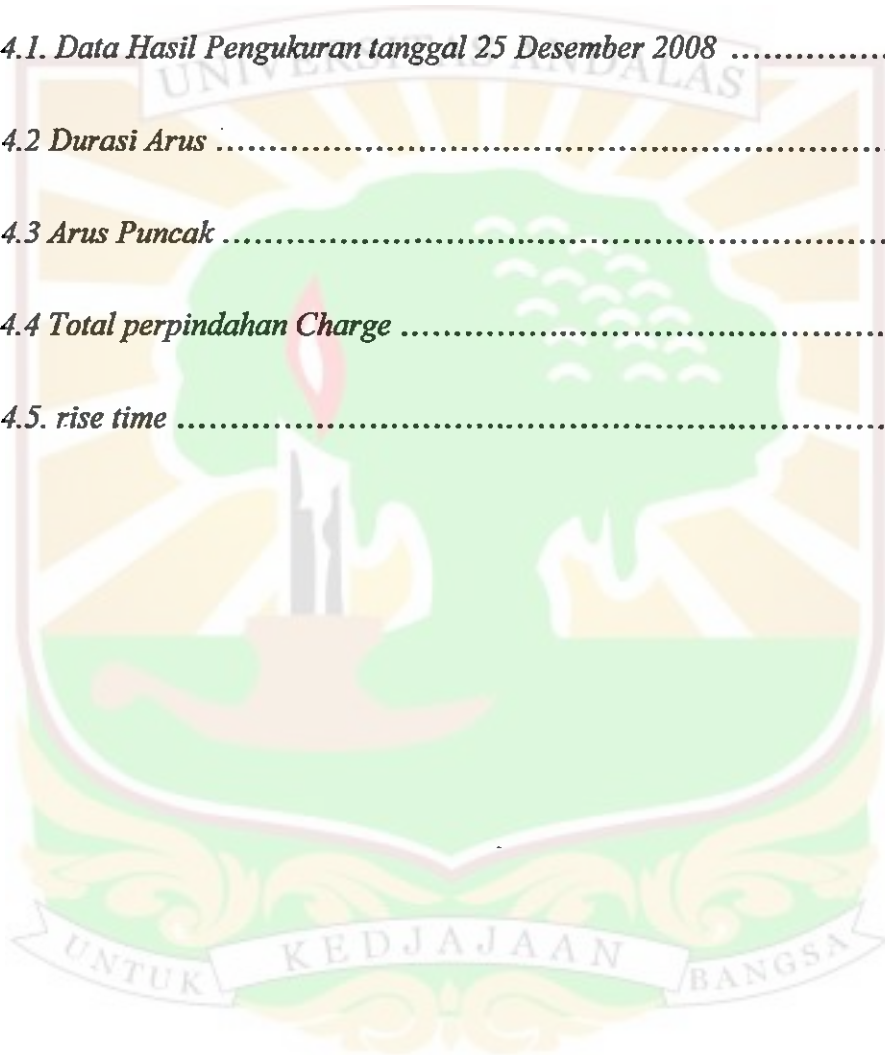 4.1. Data Hasil Pengukuran tanggal 25 Desember 2008 ................
UNIVERSITAS ANDALAS
4.2 Durasi Arus ................................................................
4.3 Arus Puncak ................................................................
4.4 Total perpindahan Charge ................................................
4.5. rise time ................................................................
UNTUK KEDJAJAAN BANGSA